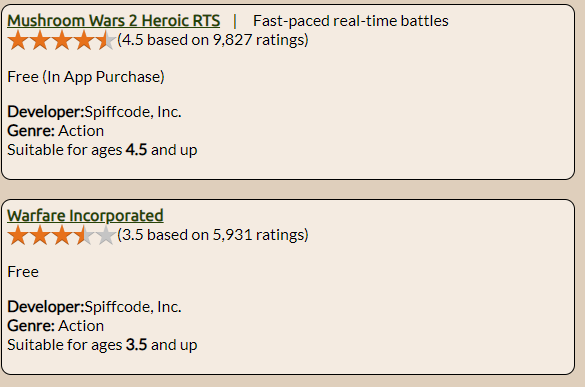 Mushroom Wars 2 Heroic RTS | Fast-paced real-time battles
(4.5 based on 9,827 ratings)
Free (In App Purchase)
Developer:Spiffcode, Inc.
Genre: Action
Suitable for ages 4.5 and up
Warfare Incorporated
(3.5 based on 5,931 ratings)
Free
Developer:Spiffcode, Inc.
Genre: Action
Suitable for ages 3.5 and up